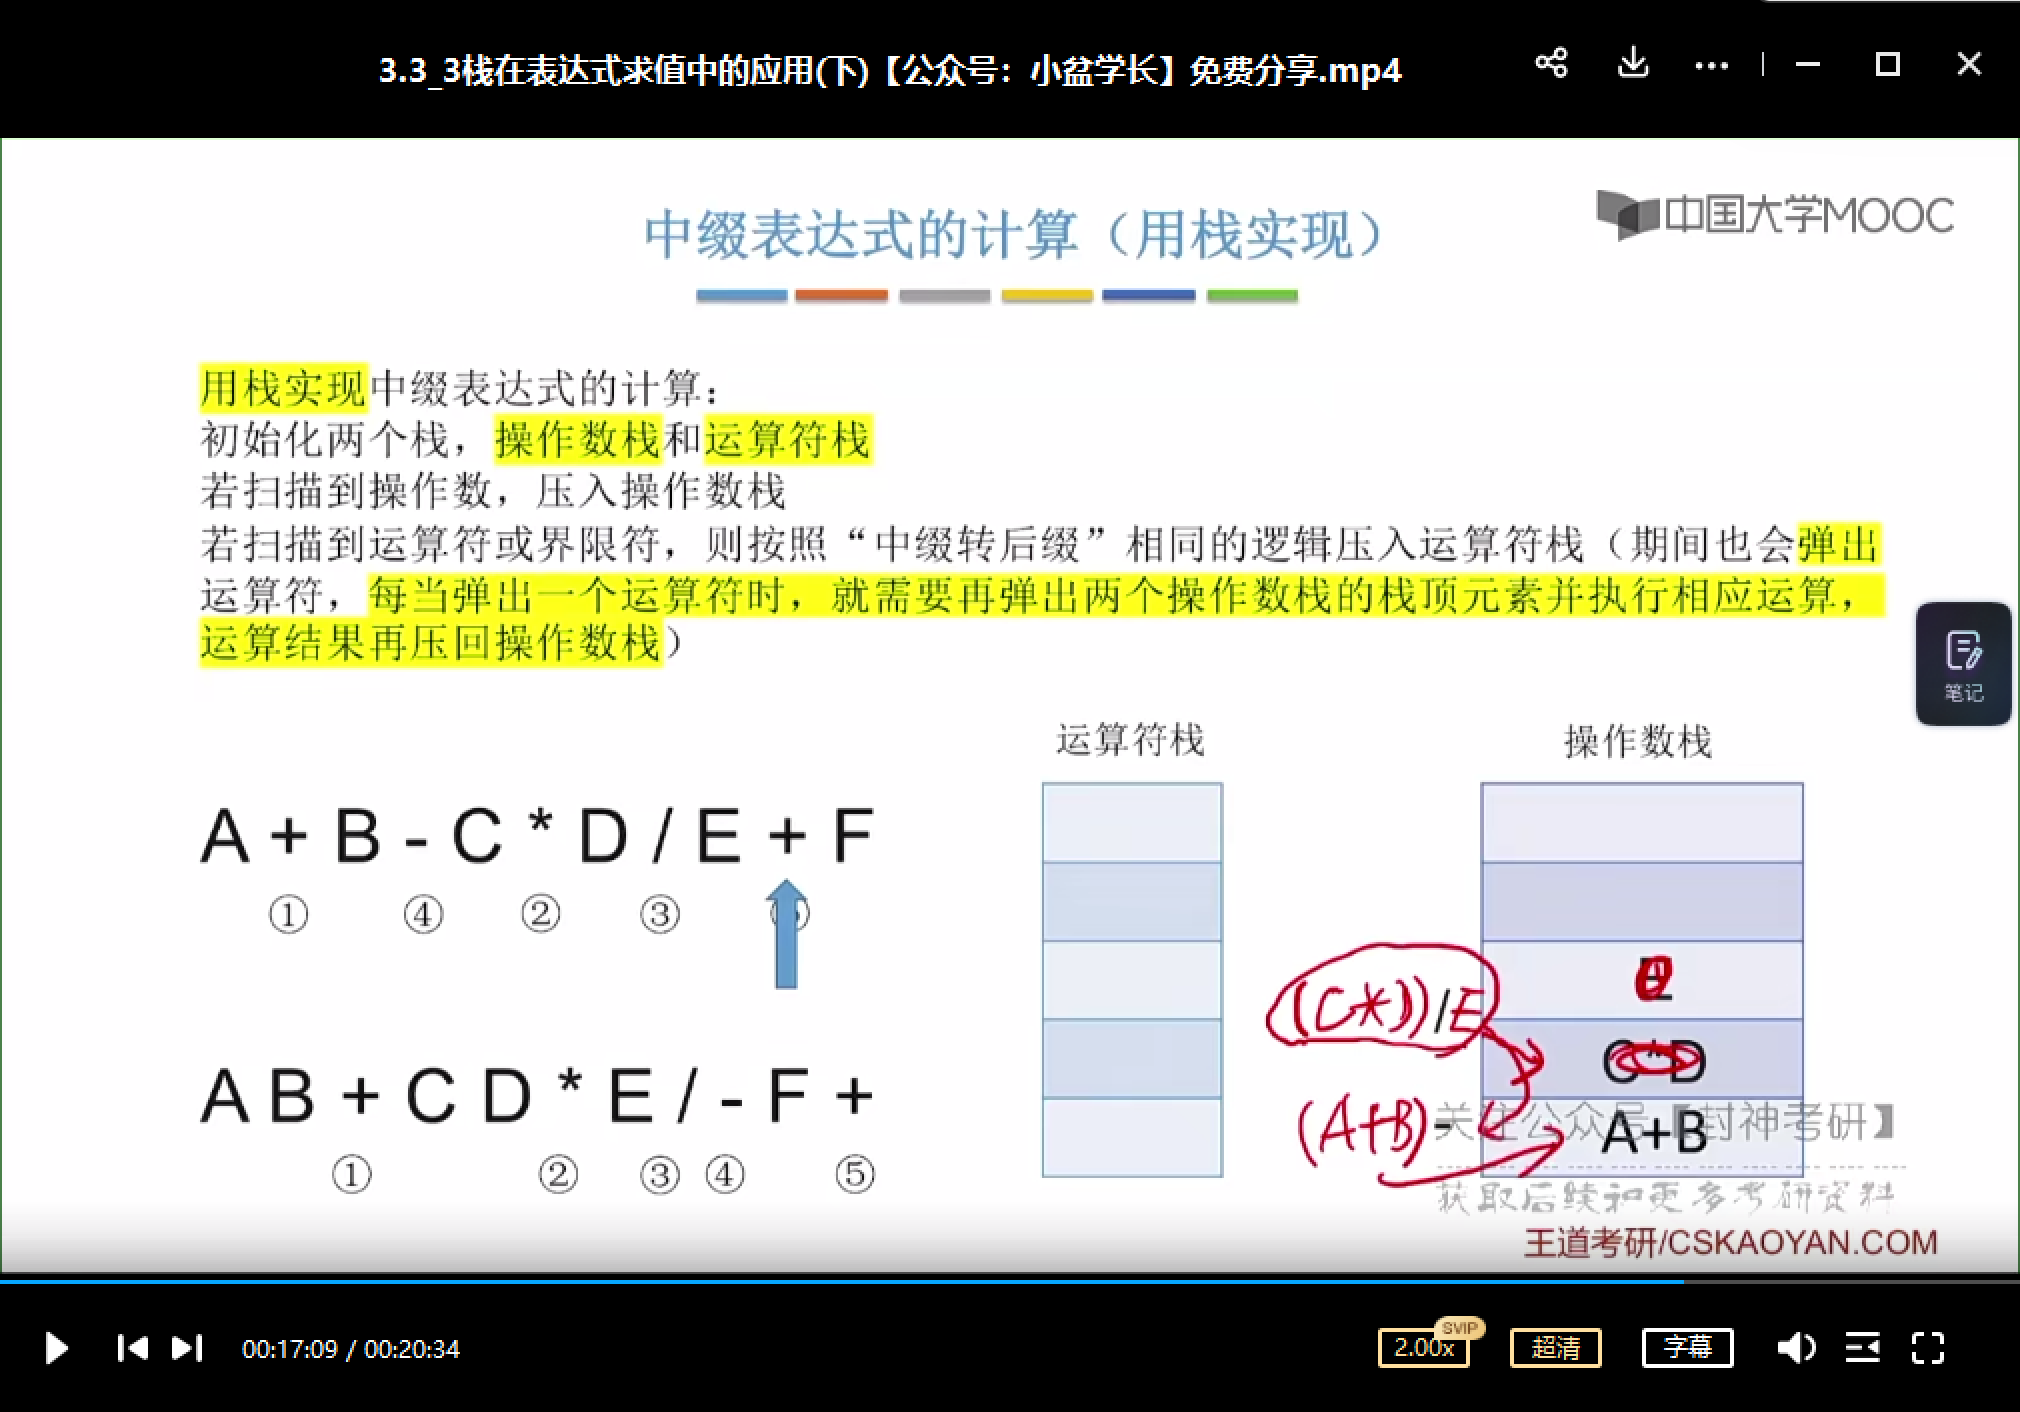 3.3_3栈在表达式求值中的应用(下)【公众号：小盆学长】免费分享.mp4
中国大学MOOC
中缀表达式的计算（用栈实现）
用栈实现中缀表达式的计算：
初始化两个栈，操作数栈和运算符栈
若扫描到操作数，压入操作数栈
若扫描到运算符或界限符，则按照“中缀转后缀”相同的逻辑压入运算符栈（期间也会弹出
运算符，每当弹出一个运算符时，就需要再弹出两个操作数栈的栈顶元素并执行相应运算，
运算结果再压回操作数栈）
笔记
运算符栈
操作数栈
A + B - C * D / E + F
① ④ ② ③
A B + C D * E / - F +
① ② ③ ④ ⑤
(C*D)/E
C*D
(A+B)-
A+B
关注公众号【封神考研】
获取后续和更多考研资料
王道考研/CSKAOYAN.COM
00:17:09 / 00:20:34
2.00x
SVIP
超清
字幕